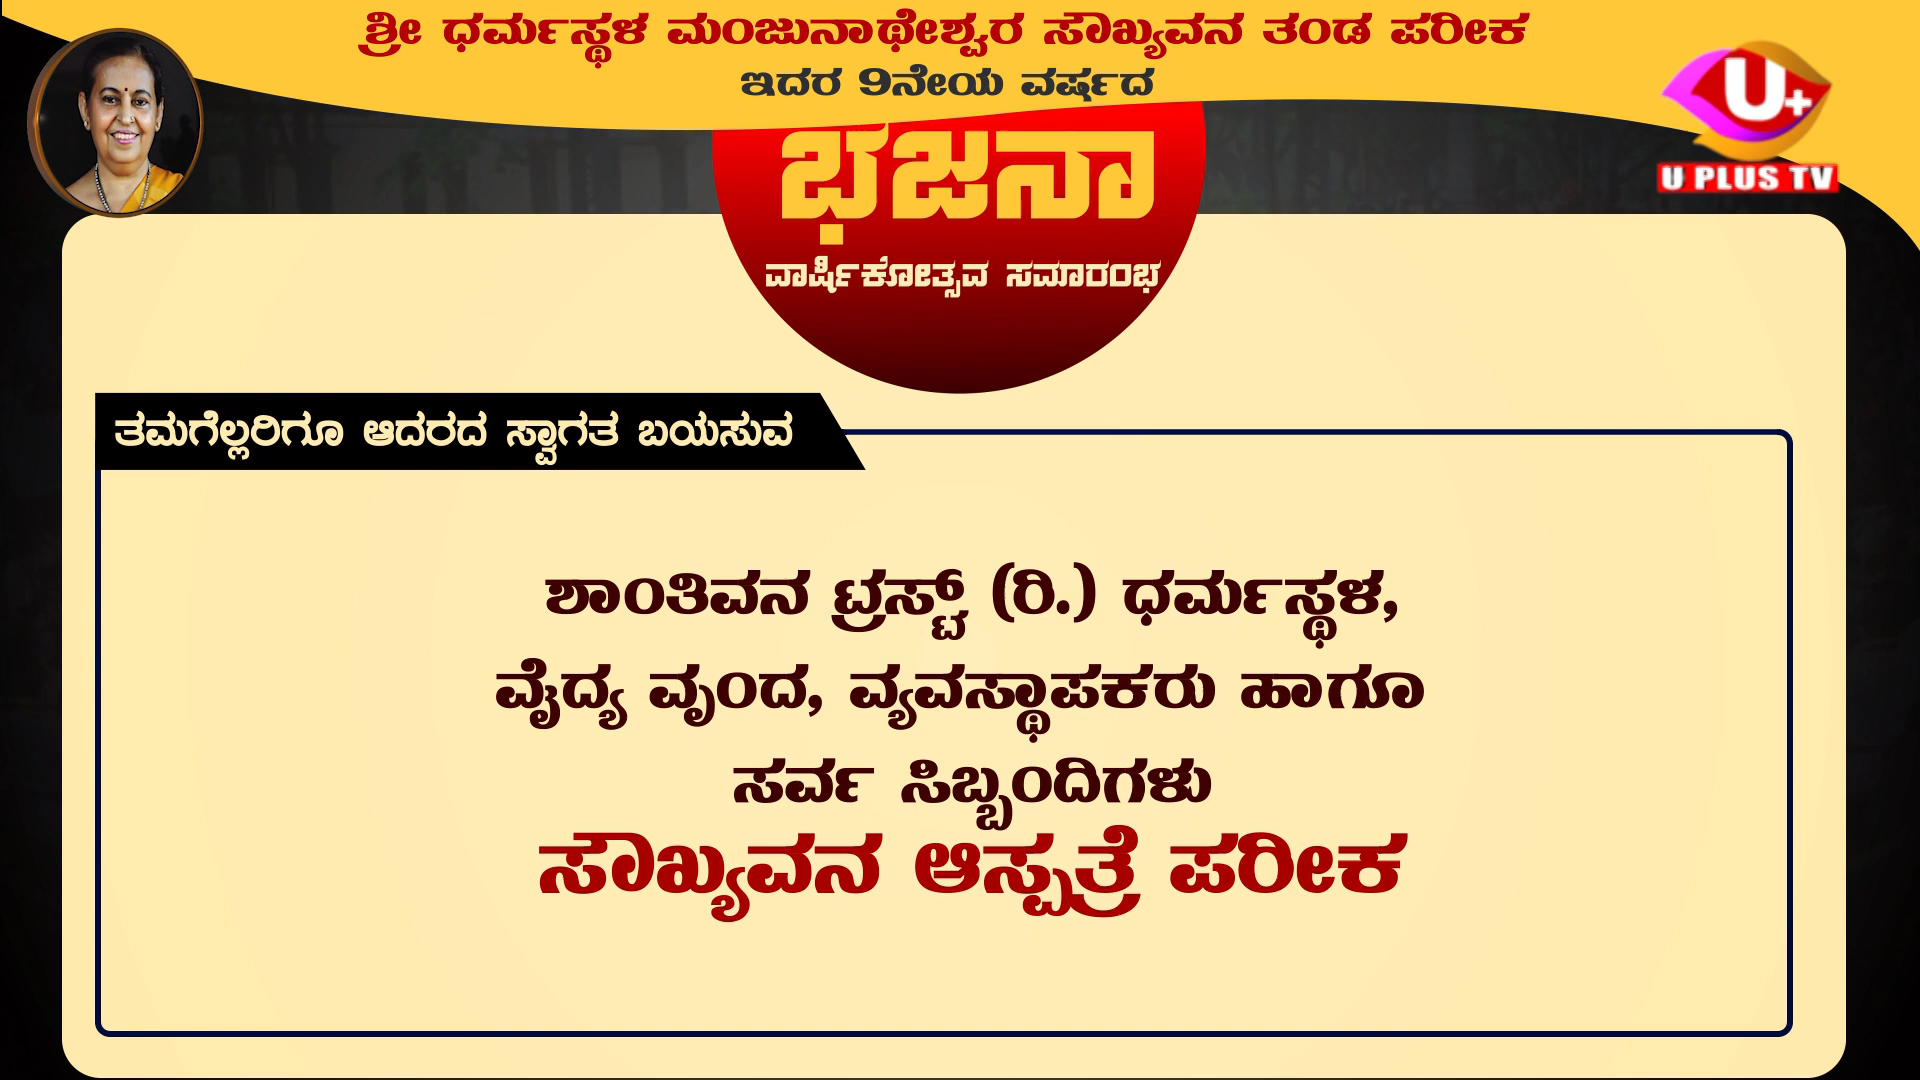 ಶ್ರೀ ಧರ್ಮಸ್ಥಳ ಮಂಜುನಾಥೇಶ್ವರ ಸೌಖ್ಯವನ ತಂಡ ಪರೀಕ
ಇದರ 9ನೇಯ ವರ್ಷದ
ಭಜನಾ
ವಾರ್ಷಿಕೋತ್ಸವ ಸಮಾರಂಭ
U+
U PLUS TV
ತಮಗೆಲ್ಲರಿಗೂ ಆದರದ ಸ್ವಾಗತ ಬಯಸುವ
ಶಾಂತಿವನ ಟ್ರಸ್ಟ್ (ರಿ.) ಧರ್ಮಸ್ಥಳ,
ವೈದ್ಯ ವೃಂದ, ವ್ಯವಸ್ಥಾಪಕರು ಹಾಗೂ
ಸರ್ವ ಸಿಬ್ಬಂದಿಗಳು
ಸೌಖ್ಯವನ ಆಸ್ಪತ್ರೆ ಪರೀಕ